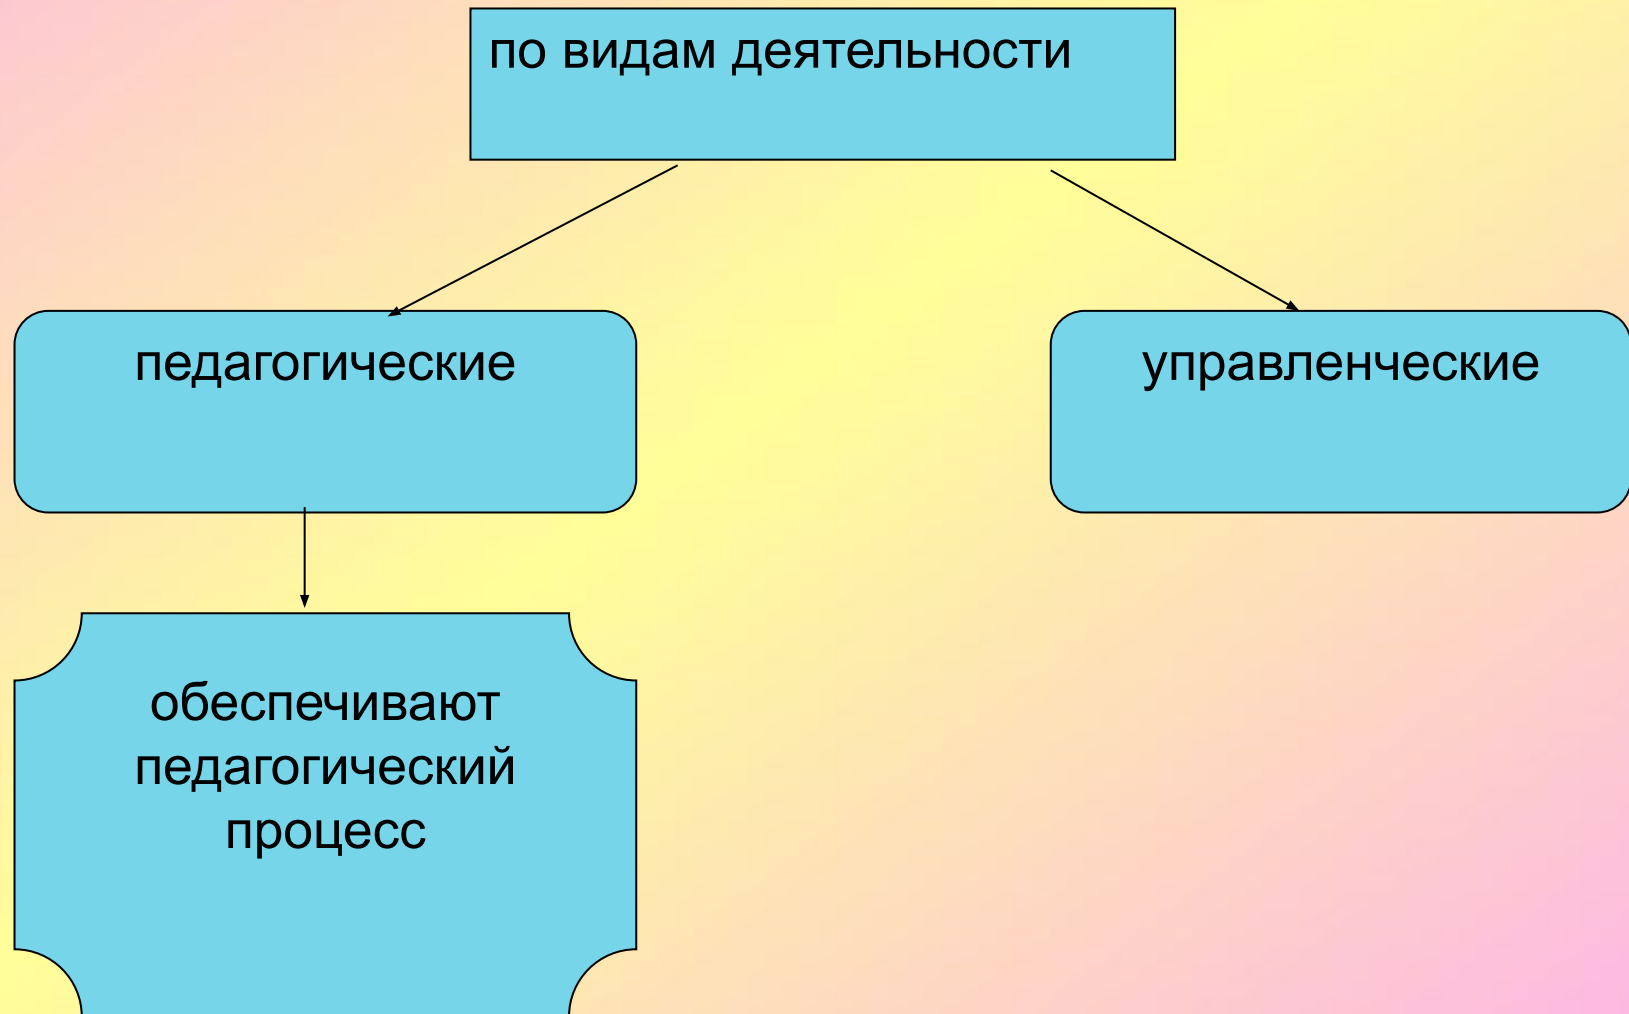 по видам деятельности
педагогические
управленческие
обеспечивают
педагогический
процесс